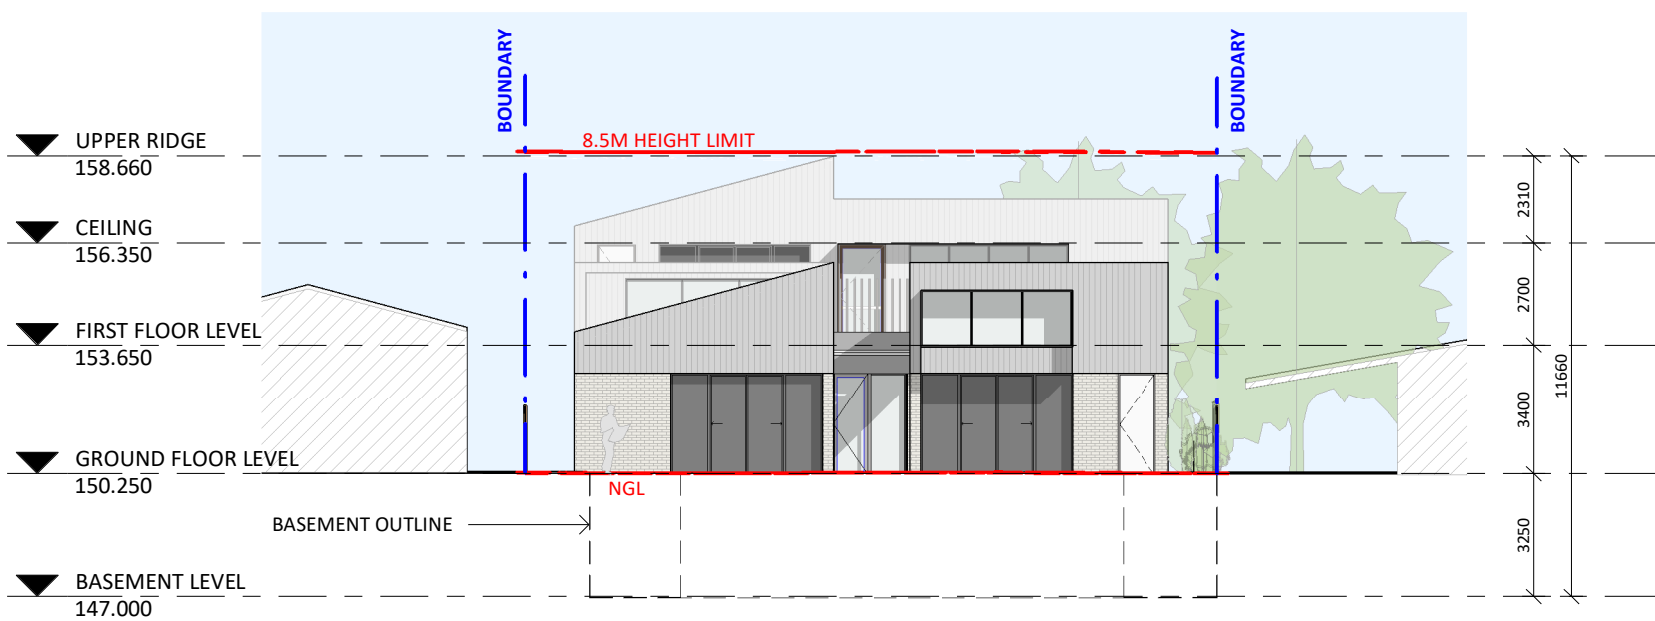 BOUNDARY
BOUNDARY
8.5M HEIGHT LIMIT
UPPER RIDGE
158.660
CEILING
156.350
FIRST FLOOR LEVEL
153.650
GROUND FLOOR LEVEL
150.250
NGL
BASEMENT OUTLINE
BASEMENT LEVEL
147.000
2310
2700
3400
3250
11660